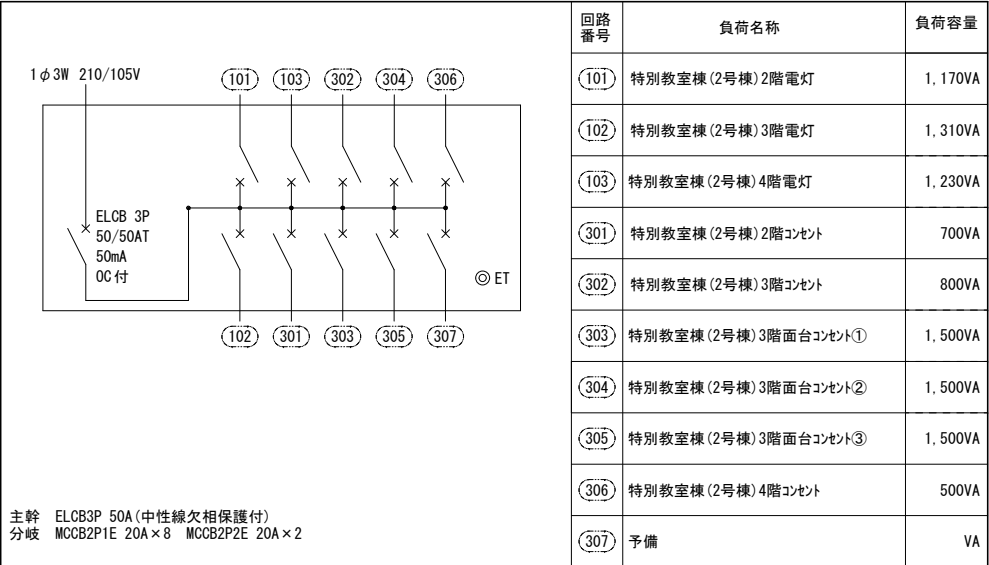 1φ3W 210/105V
101 103 302 304 306
ELCB 3P
50/50AT
50mA
OC付
◎ ET
102 301 303 305 307
主幹 ELCB3P 50A(中性線欠相保護付)
分岐 MCCB2P1E 20A×8 MCCB2P2E 20A×2
回路番号 負荷名称 負荷容量
101 特別教室棟(2号棟)2階電灯 1,170VA
102 特別教室棟(2号棟)3階電灯 1,310VA
103 特別教室棟(2号棟)4階電灯 1,230VA
301 特別教室棟(2号棟)2階コンセント 700VA
302 特別教室棟(2号棟)3階コンセント 800VA
303 特別教室棟(2号棟)3階面台コンセント① 1,500VA
304 特別教室棟(2号棟)3階面台コンセント② 1,500VA
305 特別教室棟(2号棟)3階面台コンセント③ 1,500VA
306 特別教室棟(2号棟)4階コンセント 500VA
307 予備 VA